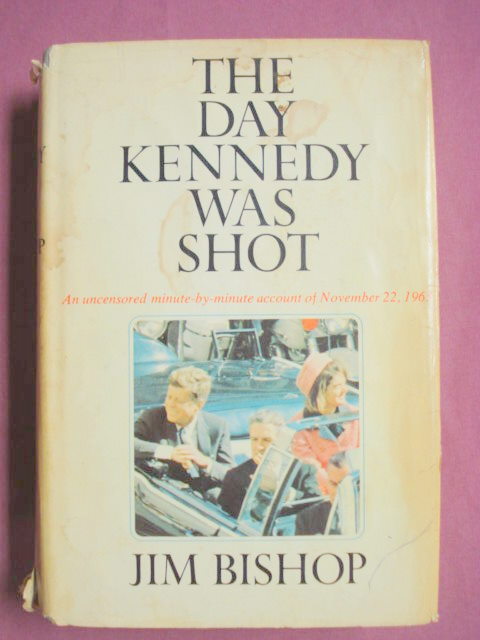 THE
DAY
KENNEDY
WAS
SHOT
An uncensored minute-by-minute account of November 22, 196
JIM BISHOP
Y
P